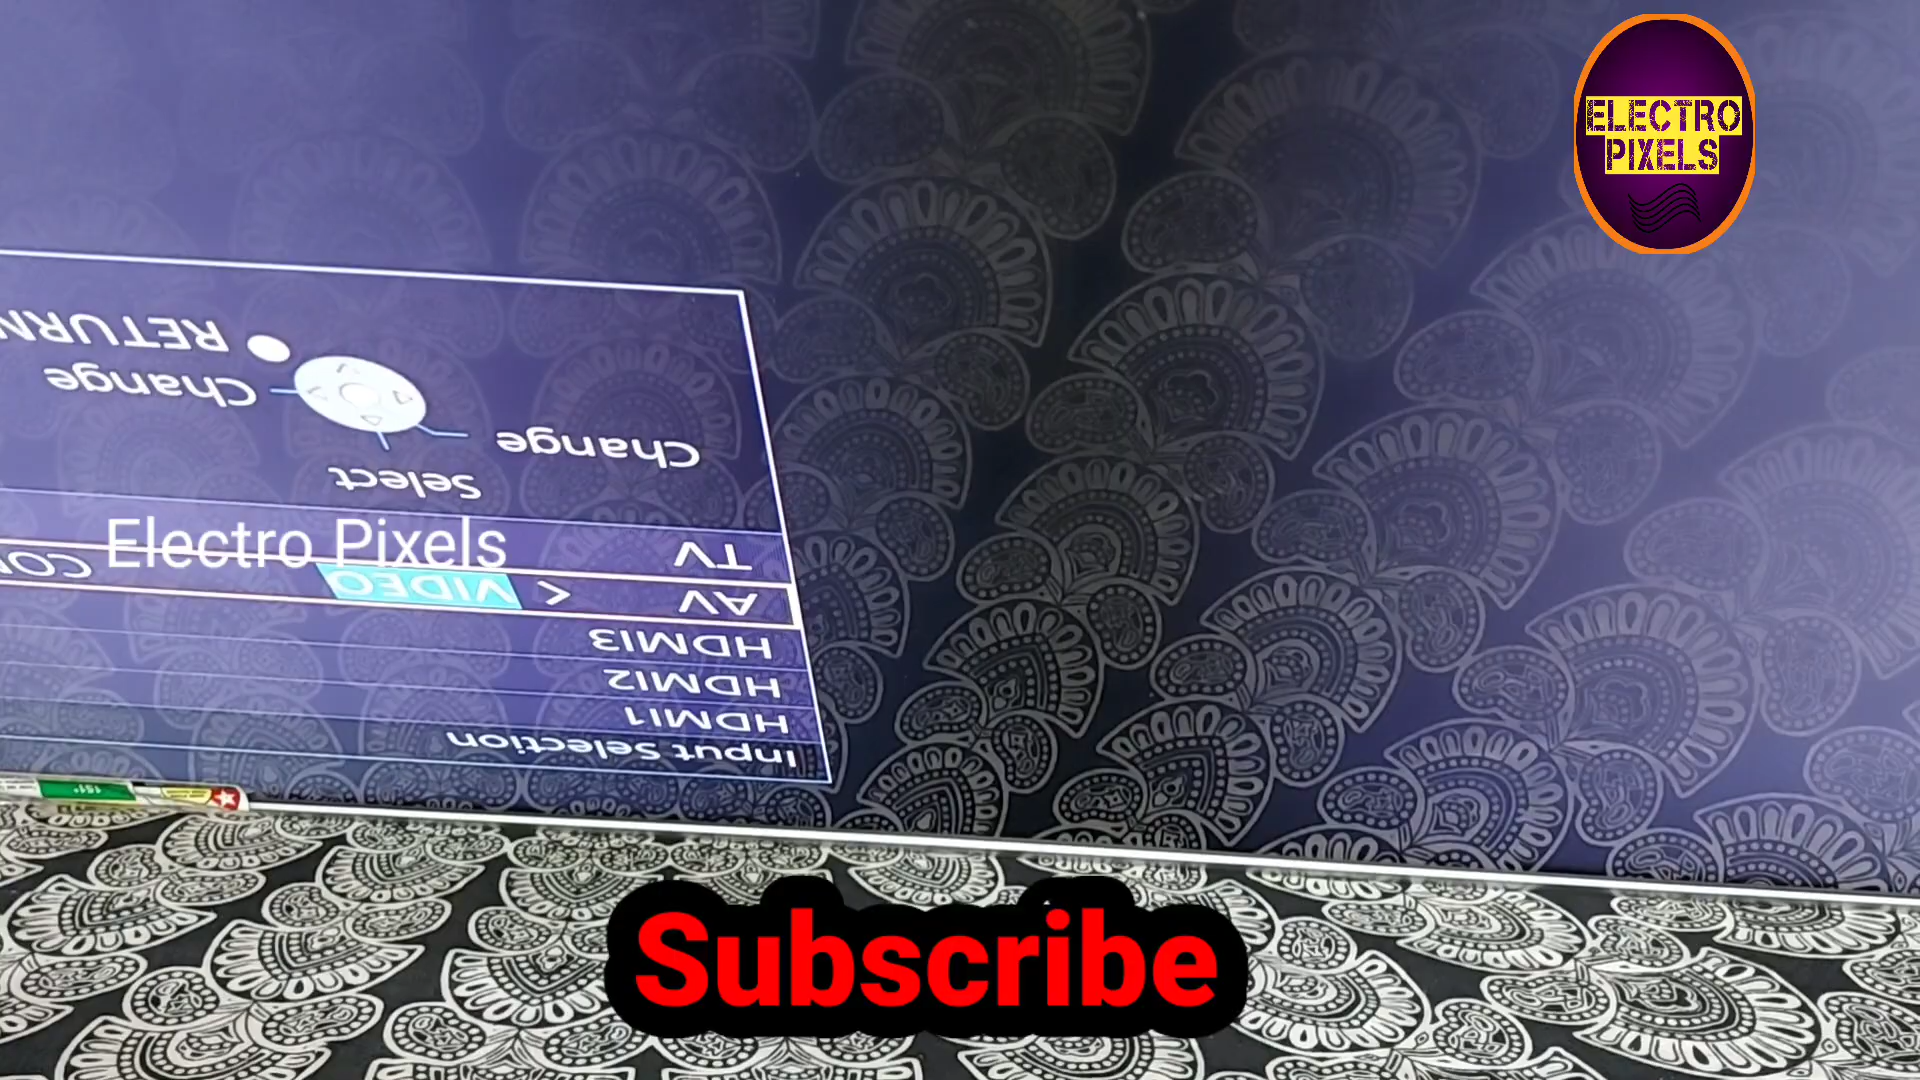 ELECTRO
PIXELS
Input Selection
HDMI1
HDMI2
HDMI3
AV < VIDEO
TV
Select
Change
Change
RETURN
Electro Pixels
Subscribe